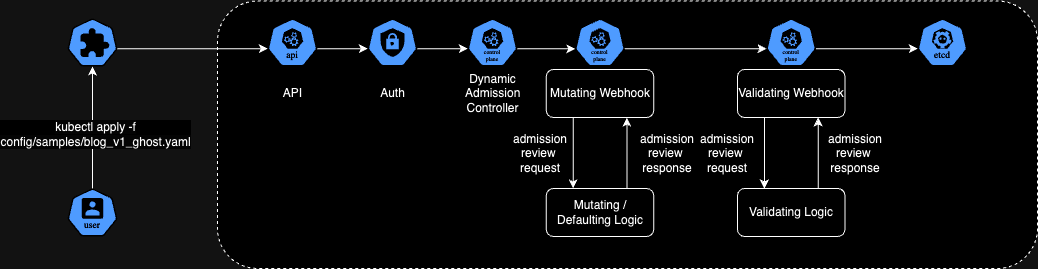 api
control
plane
control
plane
control
plane
etcd
API
Auth
Dynamic
Admission
Controller
Mutating Webhook
Validating Webhook
kubectl apply -f
config/samples/blog_v1_ghost.yaml
admission
review
request
admission
review
response
admission
review
request
admission
review
response
user
Mutating /
Defaulting Logic
Validating Logic